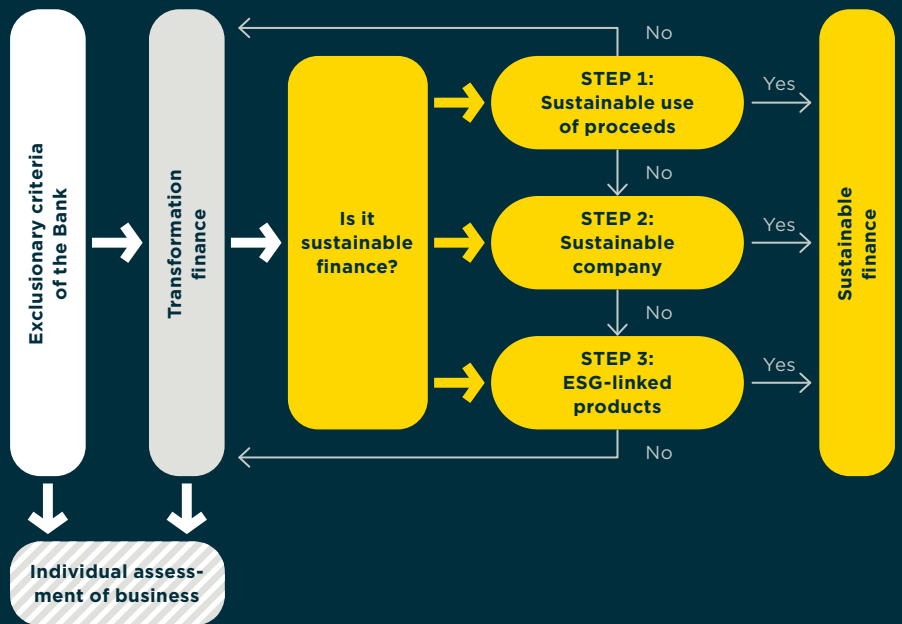 Exclusionary criteria
of the Bank
Transformation
finance
Is it
sustainable
finance?
No
STEP 1:
Sustainable use
of proceeds
Yes
No
STEP 2:
Sustainable
company
Yes
No
STEP 3:
ESG-linked
products
Yes
No
Sustainable
finance
Individual assess-
ment of business